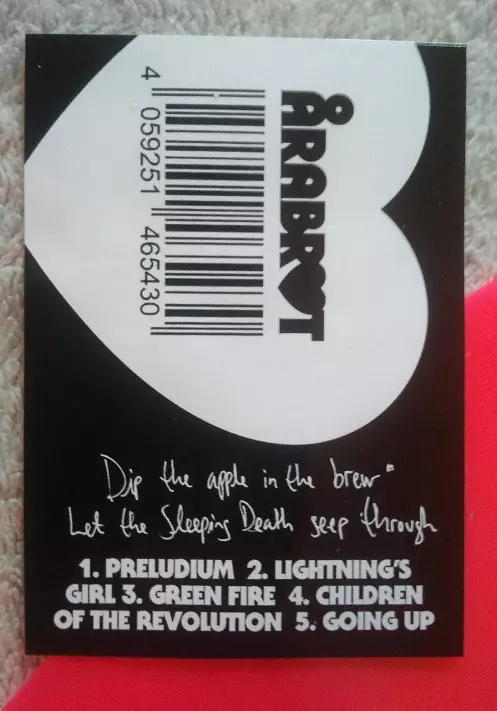 ÅRABROT
4 059251 465430
Dip the apple in the brew
Let the Sleeping Death seep through
1. PRELUDIUM 2. LIGHTNING'S
GIRL 3. GREEN FIRE 4. CHILDREN
OF THE REVOLUTION 5. GOING UP